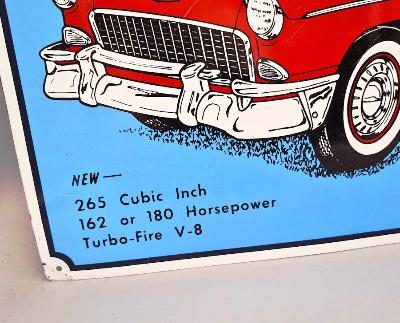 NEW —
265 Cubic Inch
162 or 180 Horsepower
Turbo-Fire V-8